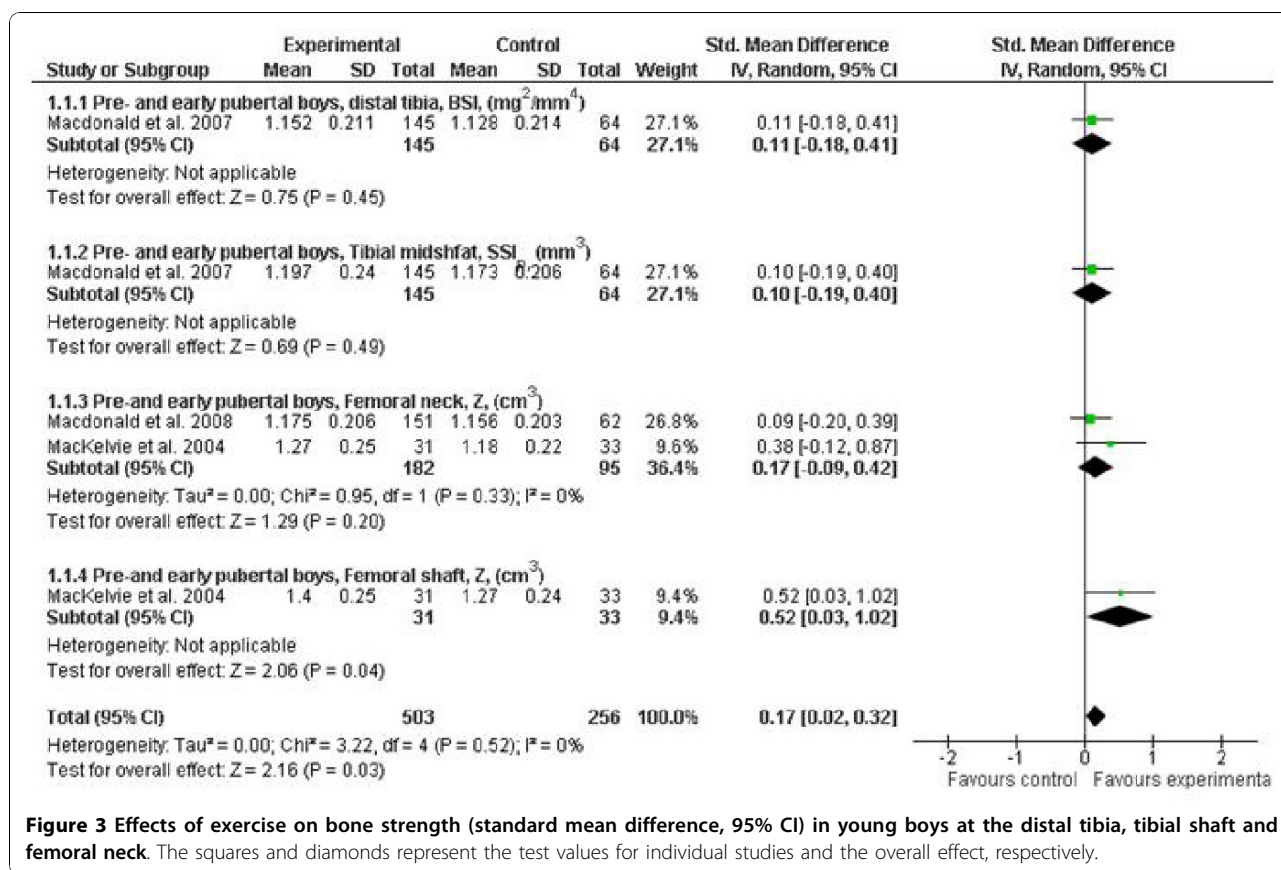 Experimental Control Std. Mean Difference Std. Mean Difference
Study or Subgroup Mean SD Total Mean SD Total Weight IV, Random, 95% CI IV, Random, 95% CI
1.1.1 Pre- and early pubertal boys, distal tibia, BSI, (mg²/mm⁴)
Macdonald et al. 2007 1.152 0.211 145 1.128 0.214 64 27.1% 0.11 [-0.18, 0.41]
Subtotal (95% CI) 145 64 27.1% 0.11 [-0.18, 0.41]
Heterogeneity: Not applicable
Test for overall effect: Z = 0.75 (P = 0.45)
1.1.2 Pre- and early pubertal boys, Tibial midshfat, SSIp (mm³)
Macdonald et al. 2007 1.197 0.24 145 1.173 0.206 64 27.1% 0.10 [-0.19, 0.40]
Subtotal (95% CI) 145 64 27.1% 0.10 [-0.19, 0.40]
Heterogeneity: Not applicable
Test for overall effect: Z = 0.69 (P = 0.49)
1.1.3 Pre-and early pubertal boys, Femoral neck, Z, (cm³)
Macdonald et al. 2008 1.175 0.206 151 1.156 0.203 62 26.8% 0.09 [-0.20, 0.39]
MacKelvie et al. 2004 1.27 0.25 31 1.18 0.22 33 9.6% 0.38 [-0.12, 0.87]
Subtotal (95% CI) 182 95 36.4% 0.17 [-0.09, 0.42]
Heterogeneity: Tau² = 0.00; Chi² = 0.95, df = 1 (P = 0.33); I² = 0%
Test for overall effect: Z = 1.29 (P = 0.20)
1.1.4 Pre-and early pubertal boys, Femoral shaft, Z, (cm³)
MacKelvie et al. 2004 1.4 0.25 31 1.27 0.24 33 9.4% 0.52 [0.03, 1.02]
Subtotal (95% CI) 31 33 9.4% 0.52 [0.03, 1.02]
Heterogeneity: Not applicable
Test for overall effect: Z = 2.06 (P = 0.04)
Total (95% CI) 503 256 100.0% 0.17 [0.02, 0.32]
Heterogeneity: Tau² = 0.00; Chi² = 3.22, df = 4 (P = 0.52); I² = 0%
Test for overall effect: Z = 2.16 (P = 0.03)
-2 -1 0 1 2
Favours control Favours experimenta
Figure 3 Effects of exercise on bone strength (standard mean difference, 95% CI) in young boys at the distal tibia, tibial shaft and
femoral neck. The squares and diamonds represent the test values for individual studies and the overall effect, respectively.